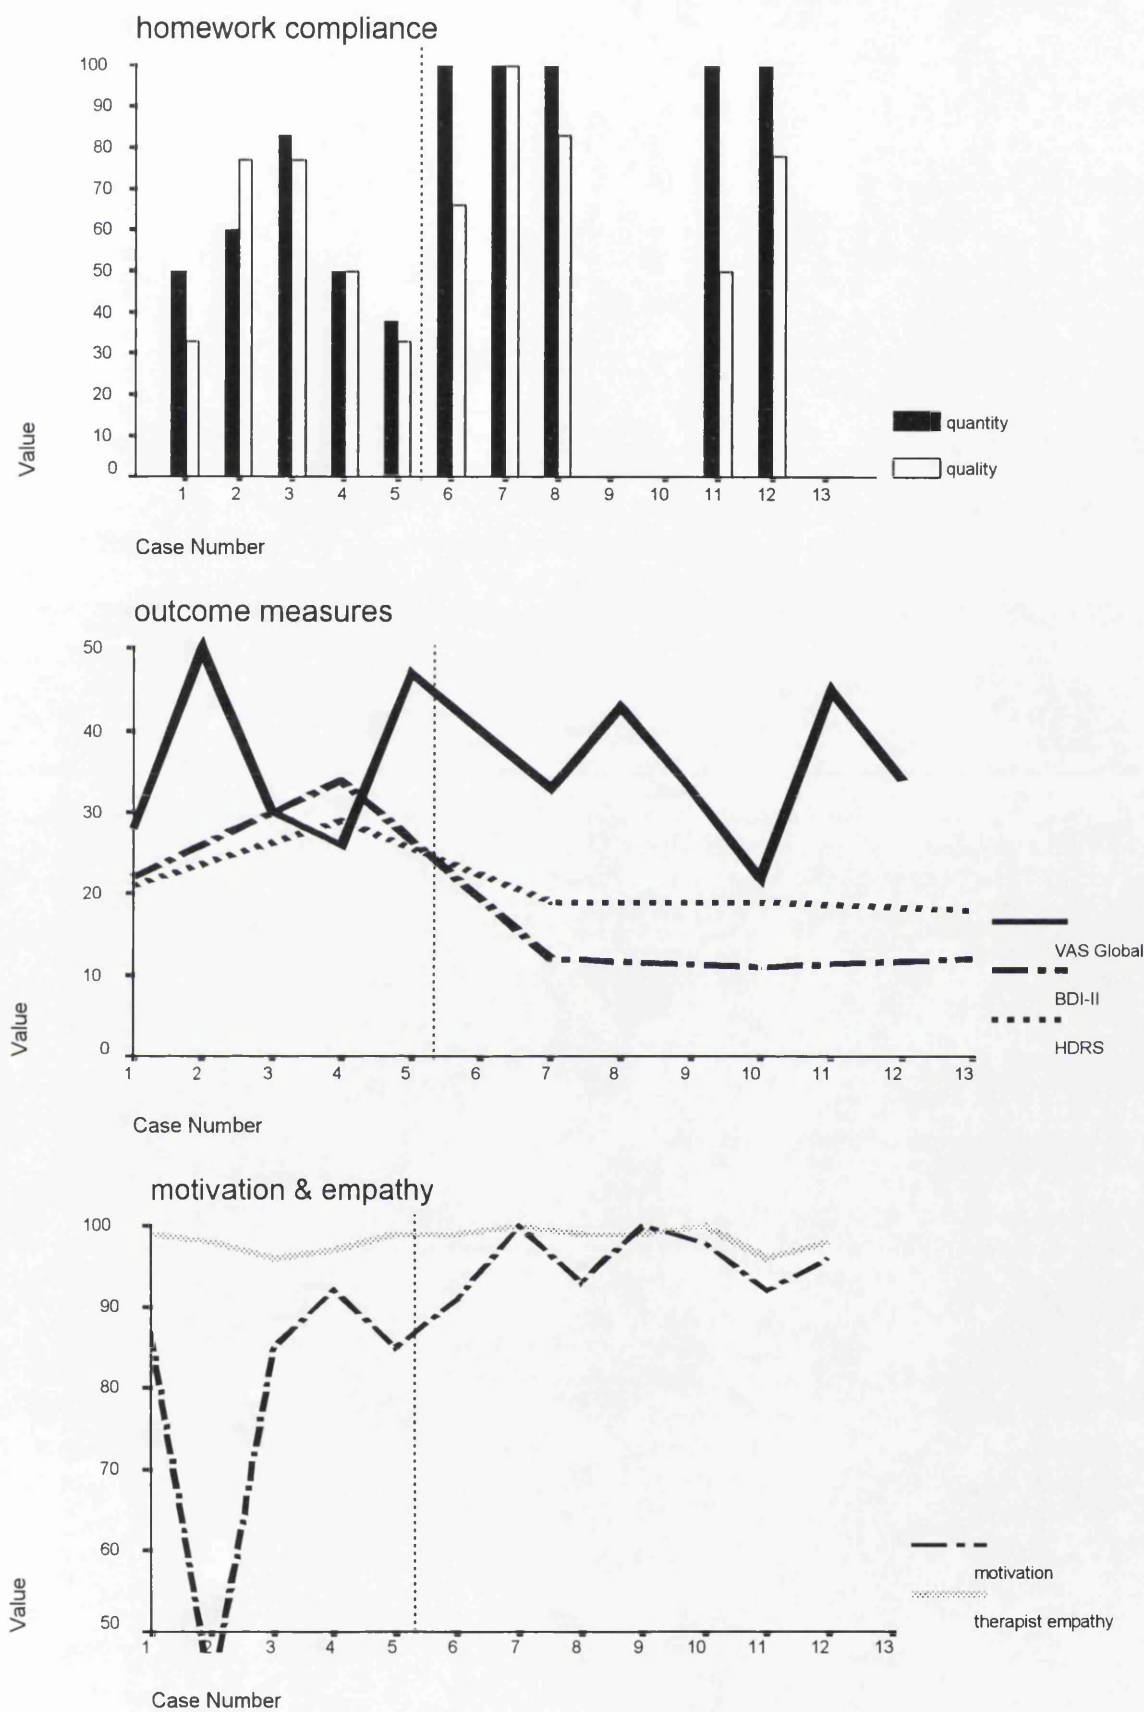 homework compliance
100
90
80
70
60
50
40
30
20
10
0
Value
1 2 3 4 5 6 7 8 9 10 11 12 13
quantity
quality
Case Number
outcome measures
50
40
30
20
10
0
Value
1 2 3 4 5 6 7 8 9 10 11 12 13
VAS Global
BDI-II
HDRS
Case Number
motivation & empathy
100
90
80
70
60
50
Value
1 2 3 4 5 6 7 8 9 10 11 12 13
motivation
therapist empathy
Case Number